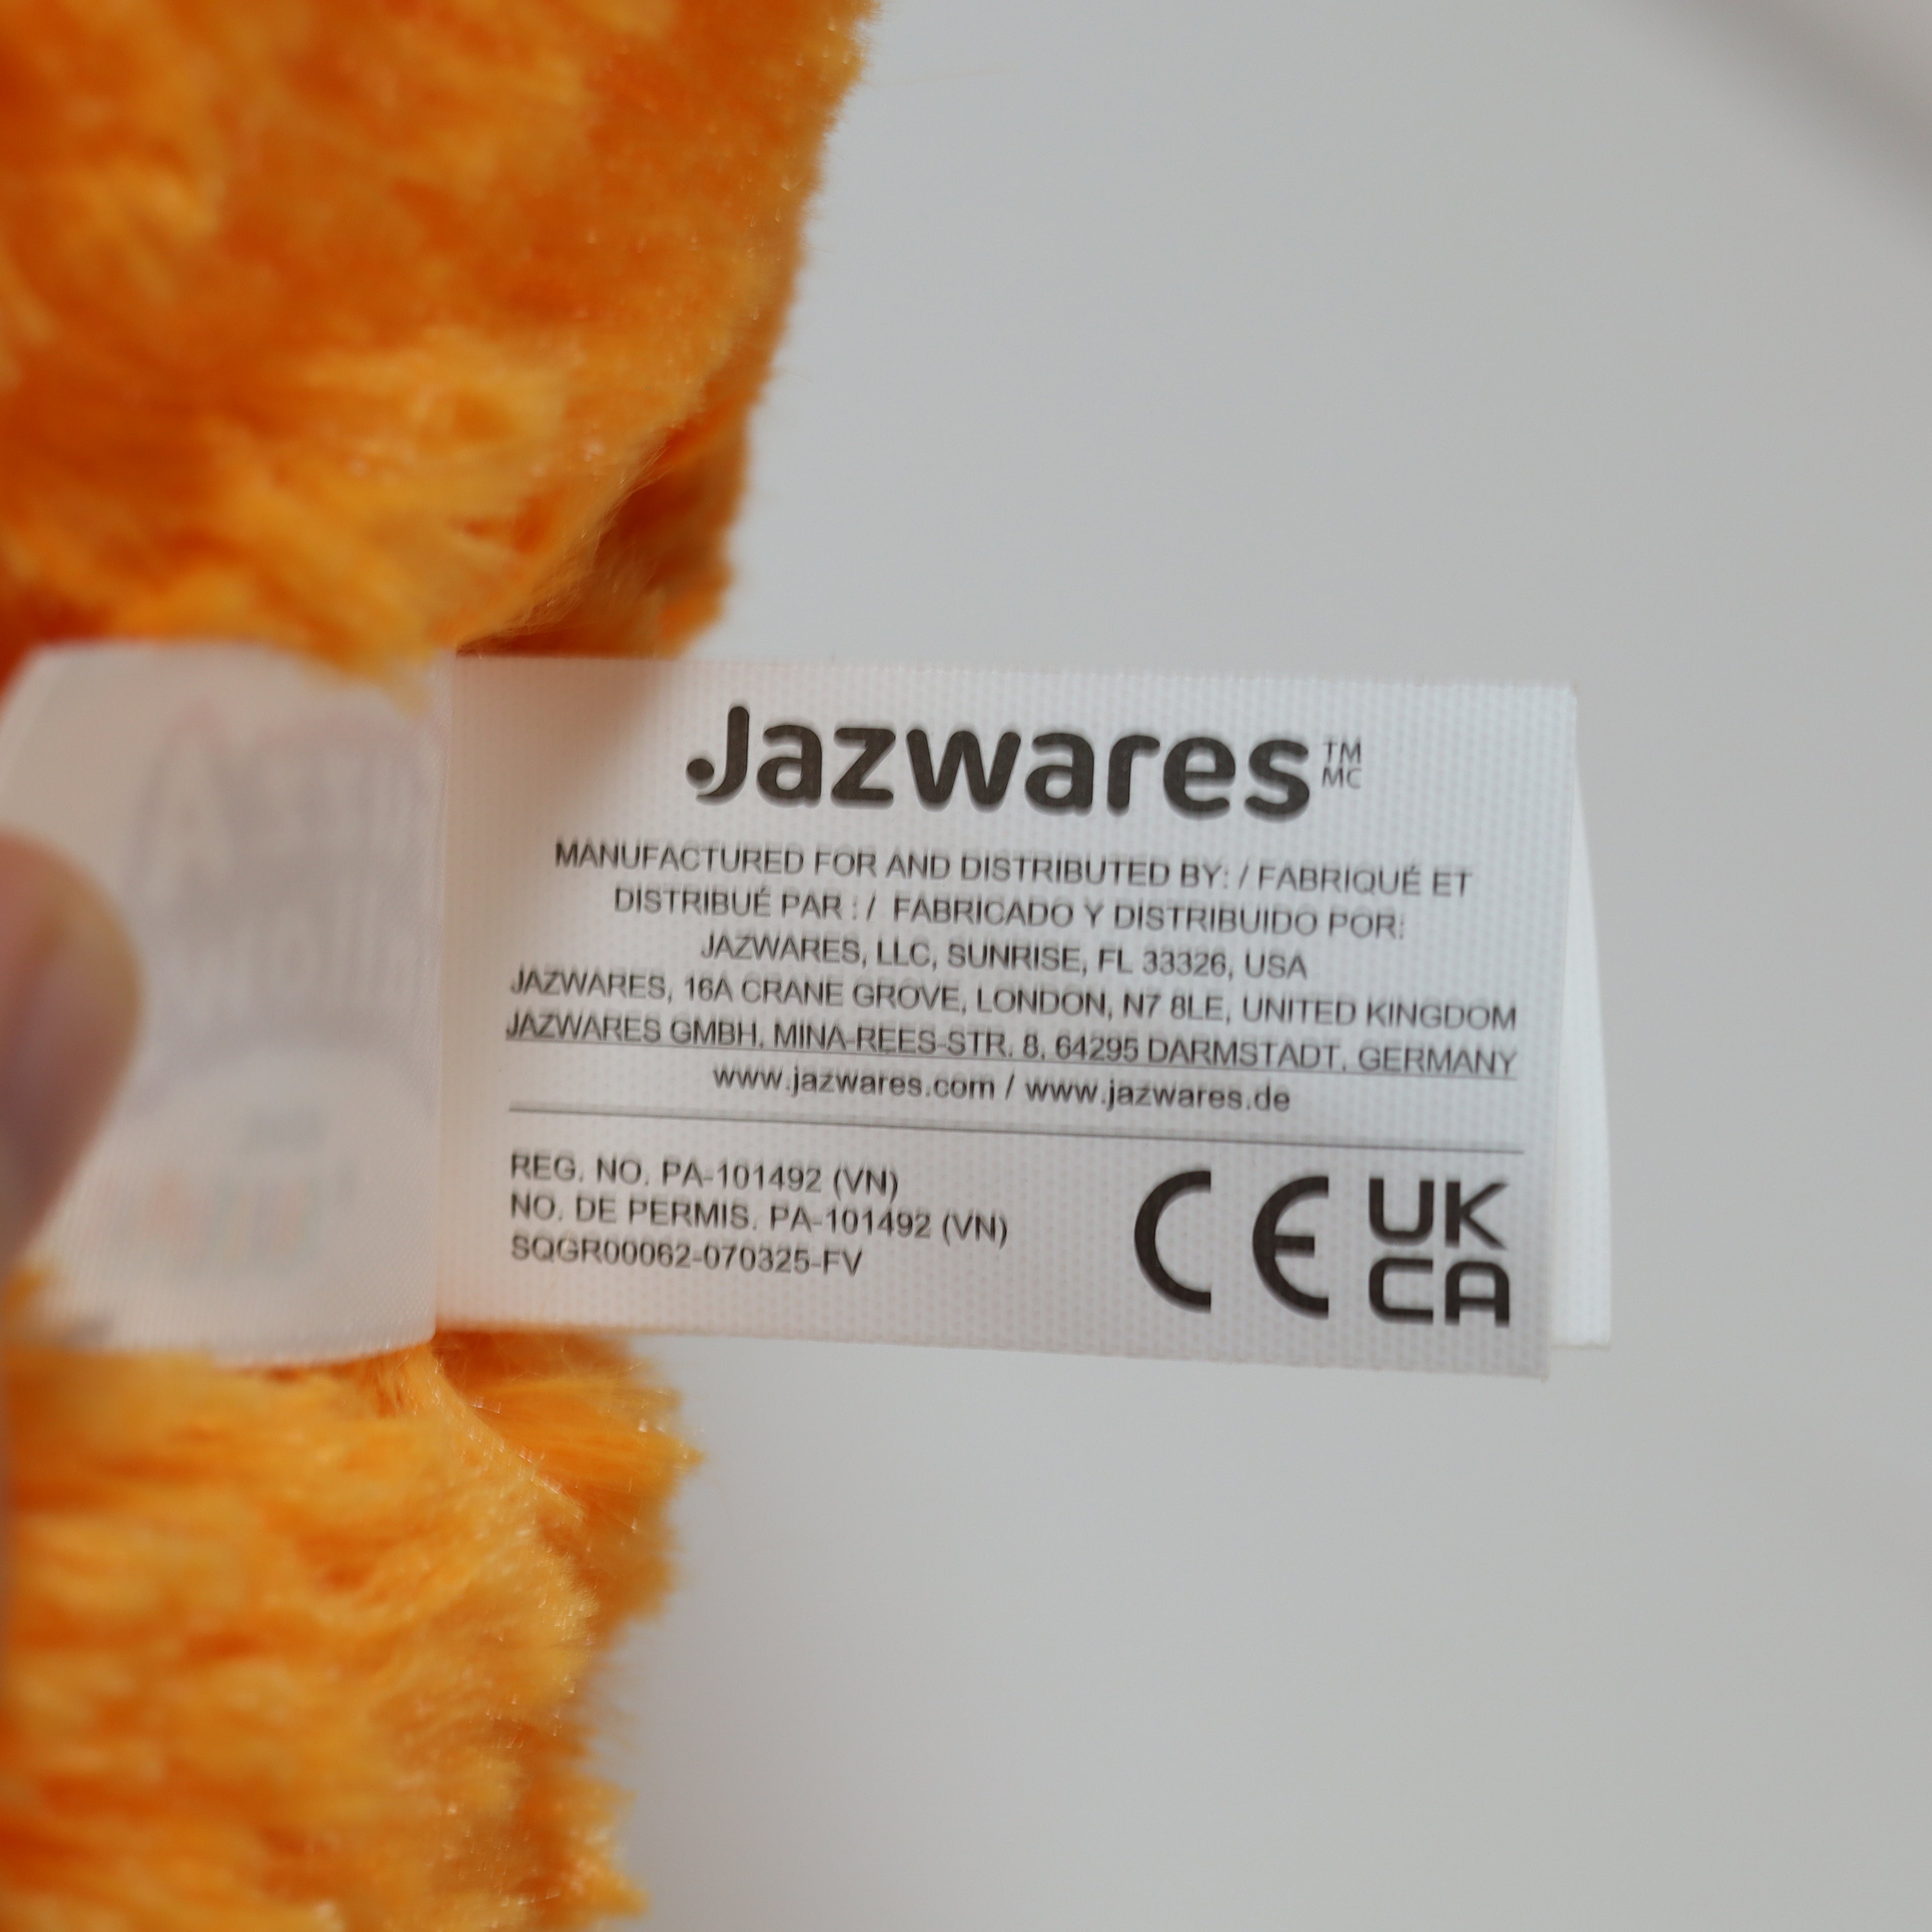 Jazwares TM
MC
MANUFACTURED FOR AND DISTRIBUTED BY: / FABRIQUÉ ET
DISTRIBUÉ PAR : / FABRICADO Y DISTRIBUIDO POR:
JAZWARES, LLC, SUNRISE, FL 33326, USA
JAZWARES, 16A CRANE GROVE, LONDON, N7 8LE, UNITED KINGDOM
JAZWARES GMBH, MINA-REES-STR. 8, 64295 DARMSTADT, GERMANY
www.jazwares.com / www.jazwares.de
REG. NO. PA-101492 (VN)
NO. DE PERMIS. PA-101492 (VN)
SQGR00062-070325-FV
CE
UK
CA